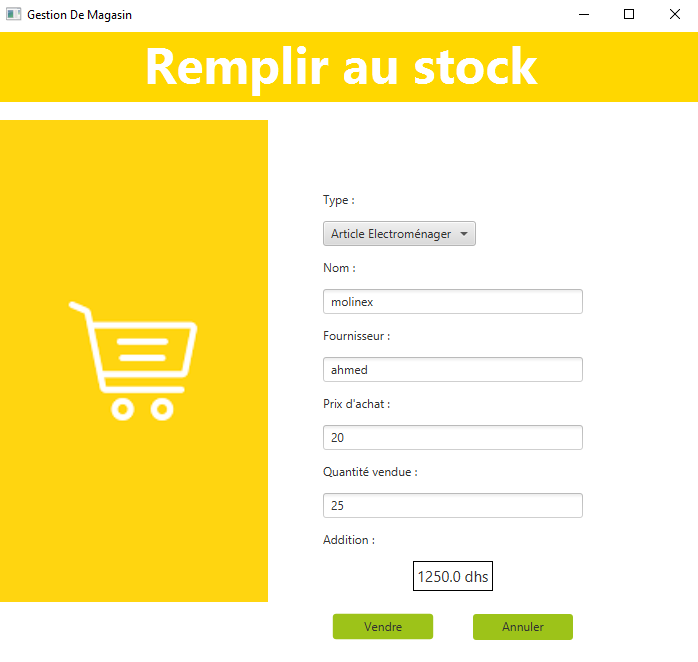 Gestion De Magasin
Remplir au stock
Type :
Article Electroménager
Nom :
molinex
Fournisseur :
ahmed
Prix d'achat :
20
Quantité vendue :
25
Addition :
1250.0 dhs
Vendre Annuler